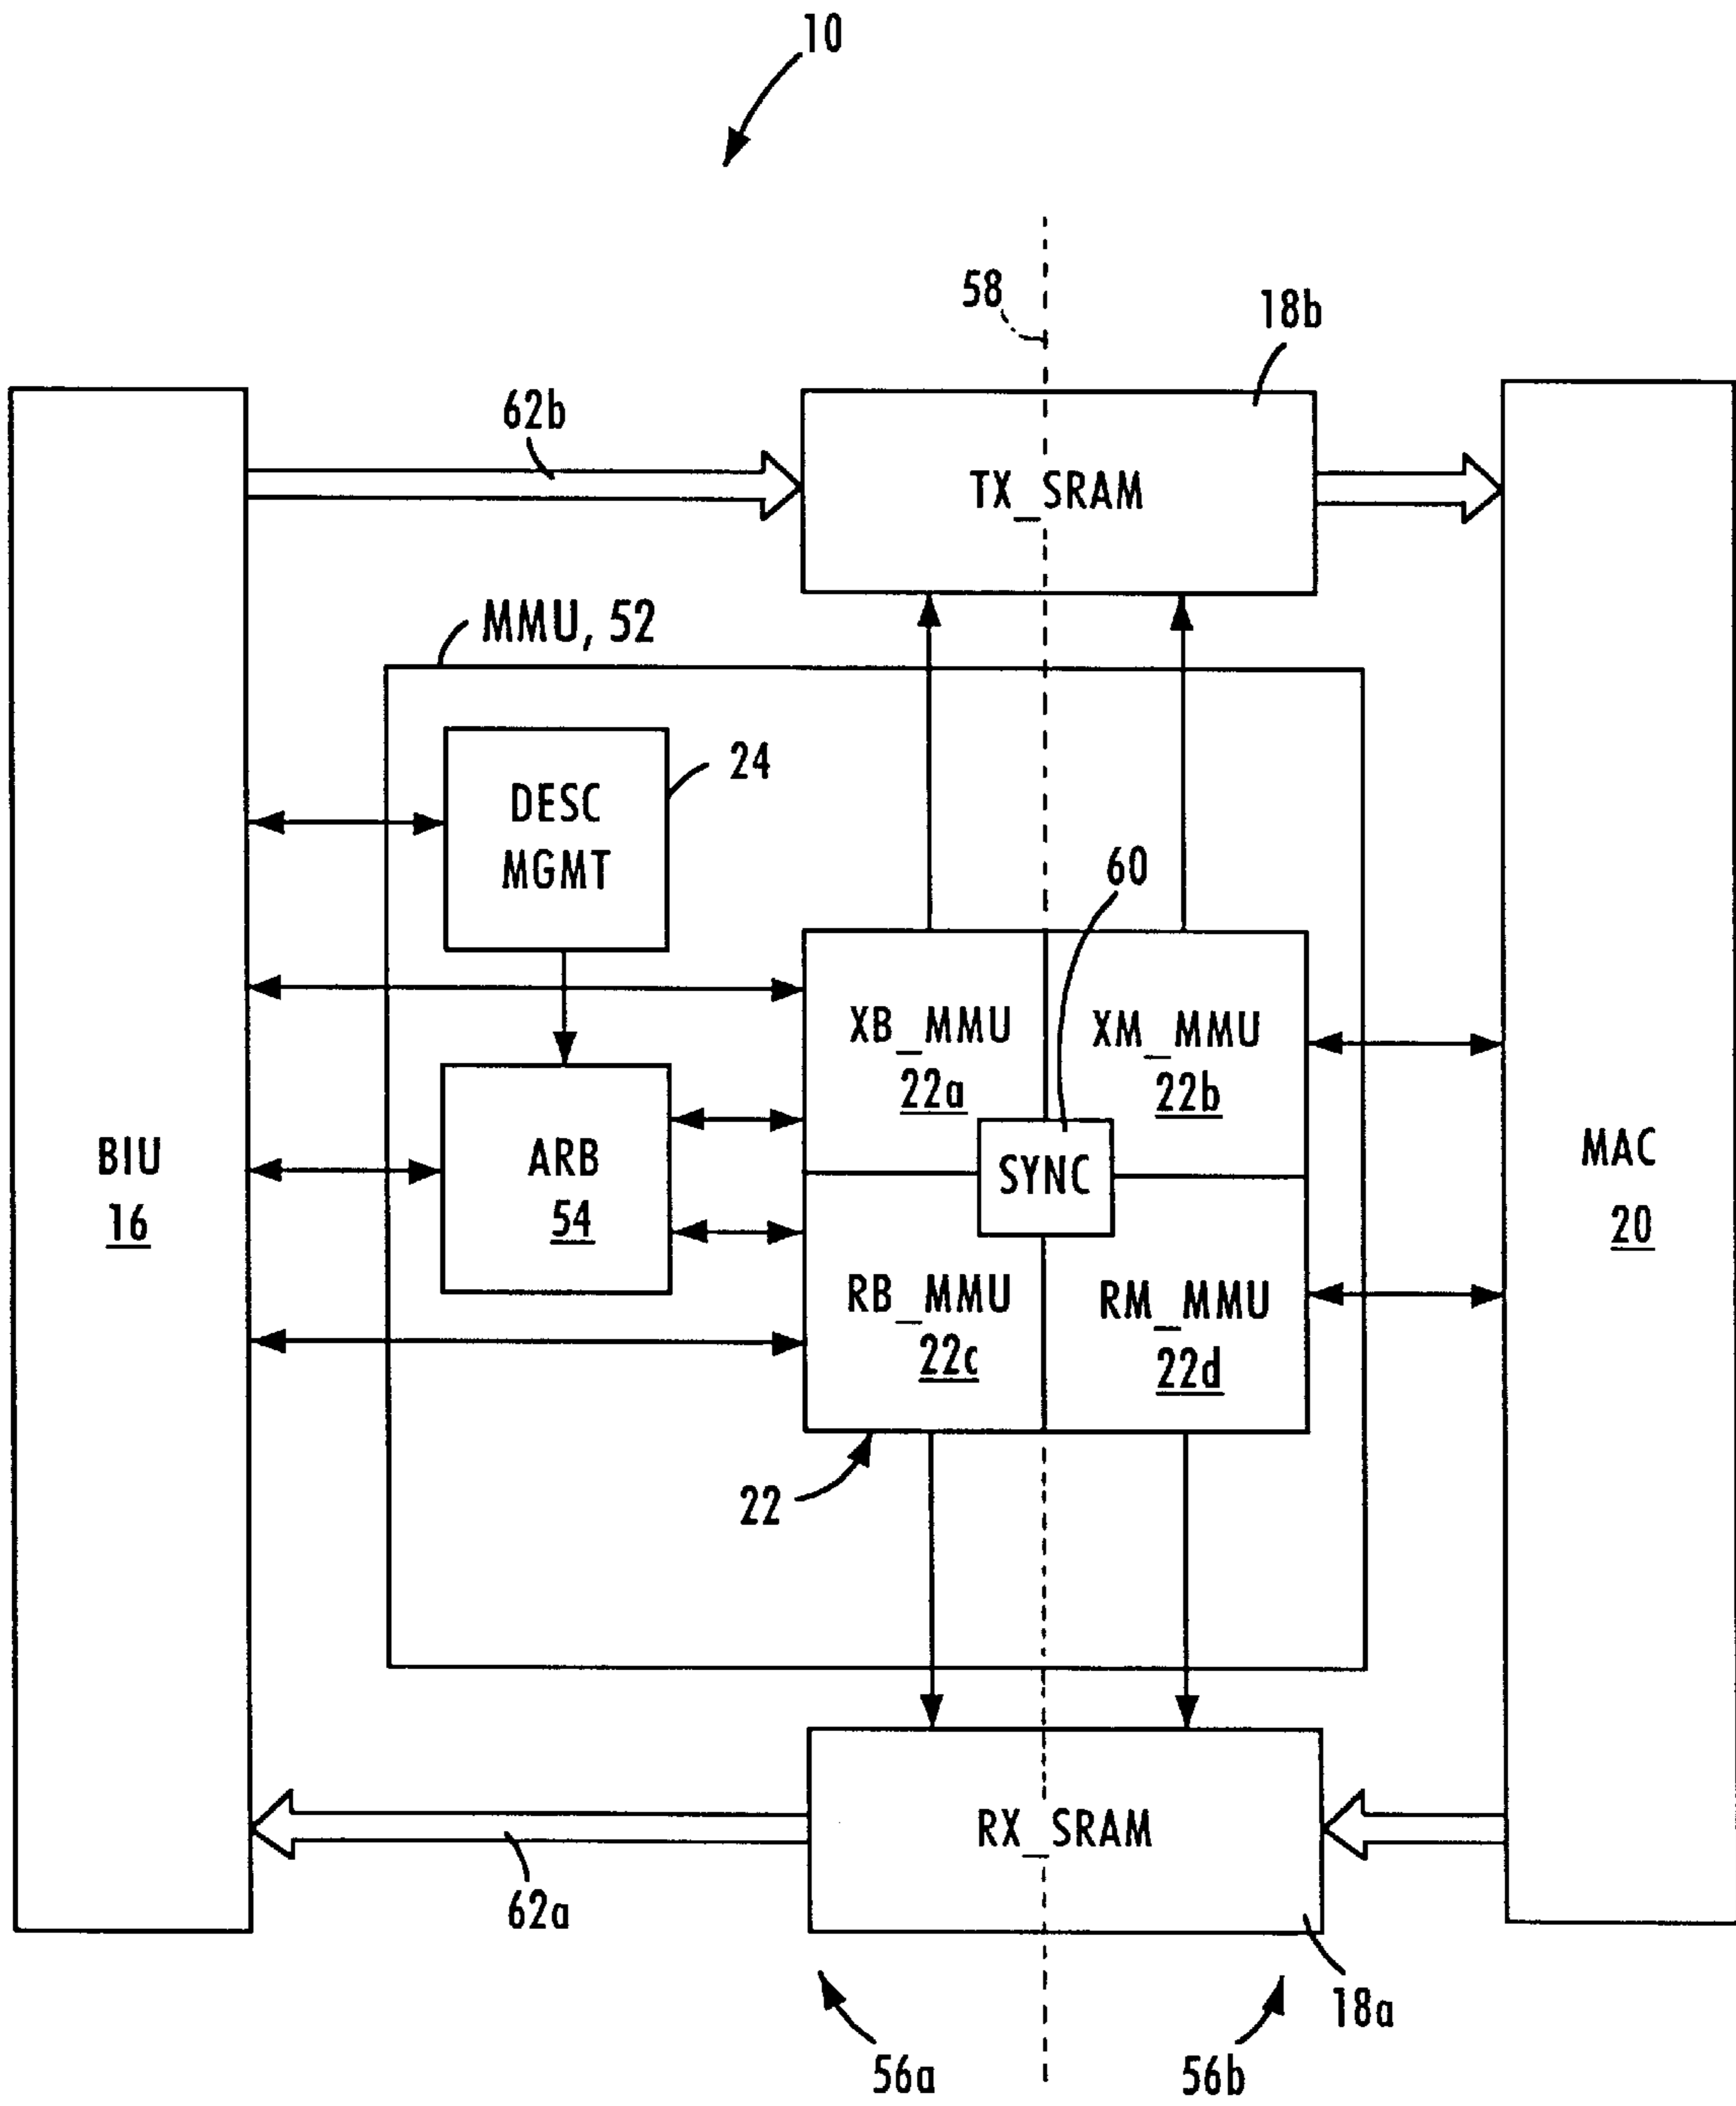 10
58
18b
62b
TX_SRAM
MMU, 52
24
DESC
MGMT
60
XB_MMU
22a
XM_MMU
22b
BIU
16
ARB
54
SYNC
MAC
20
RB_MMU
22c
RM_MMU
22d
22
RX_SRAM
62a
18a
56a
56b